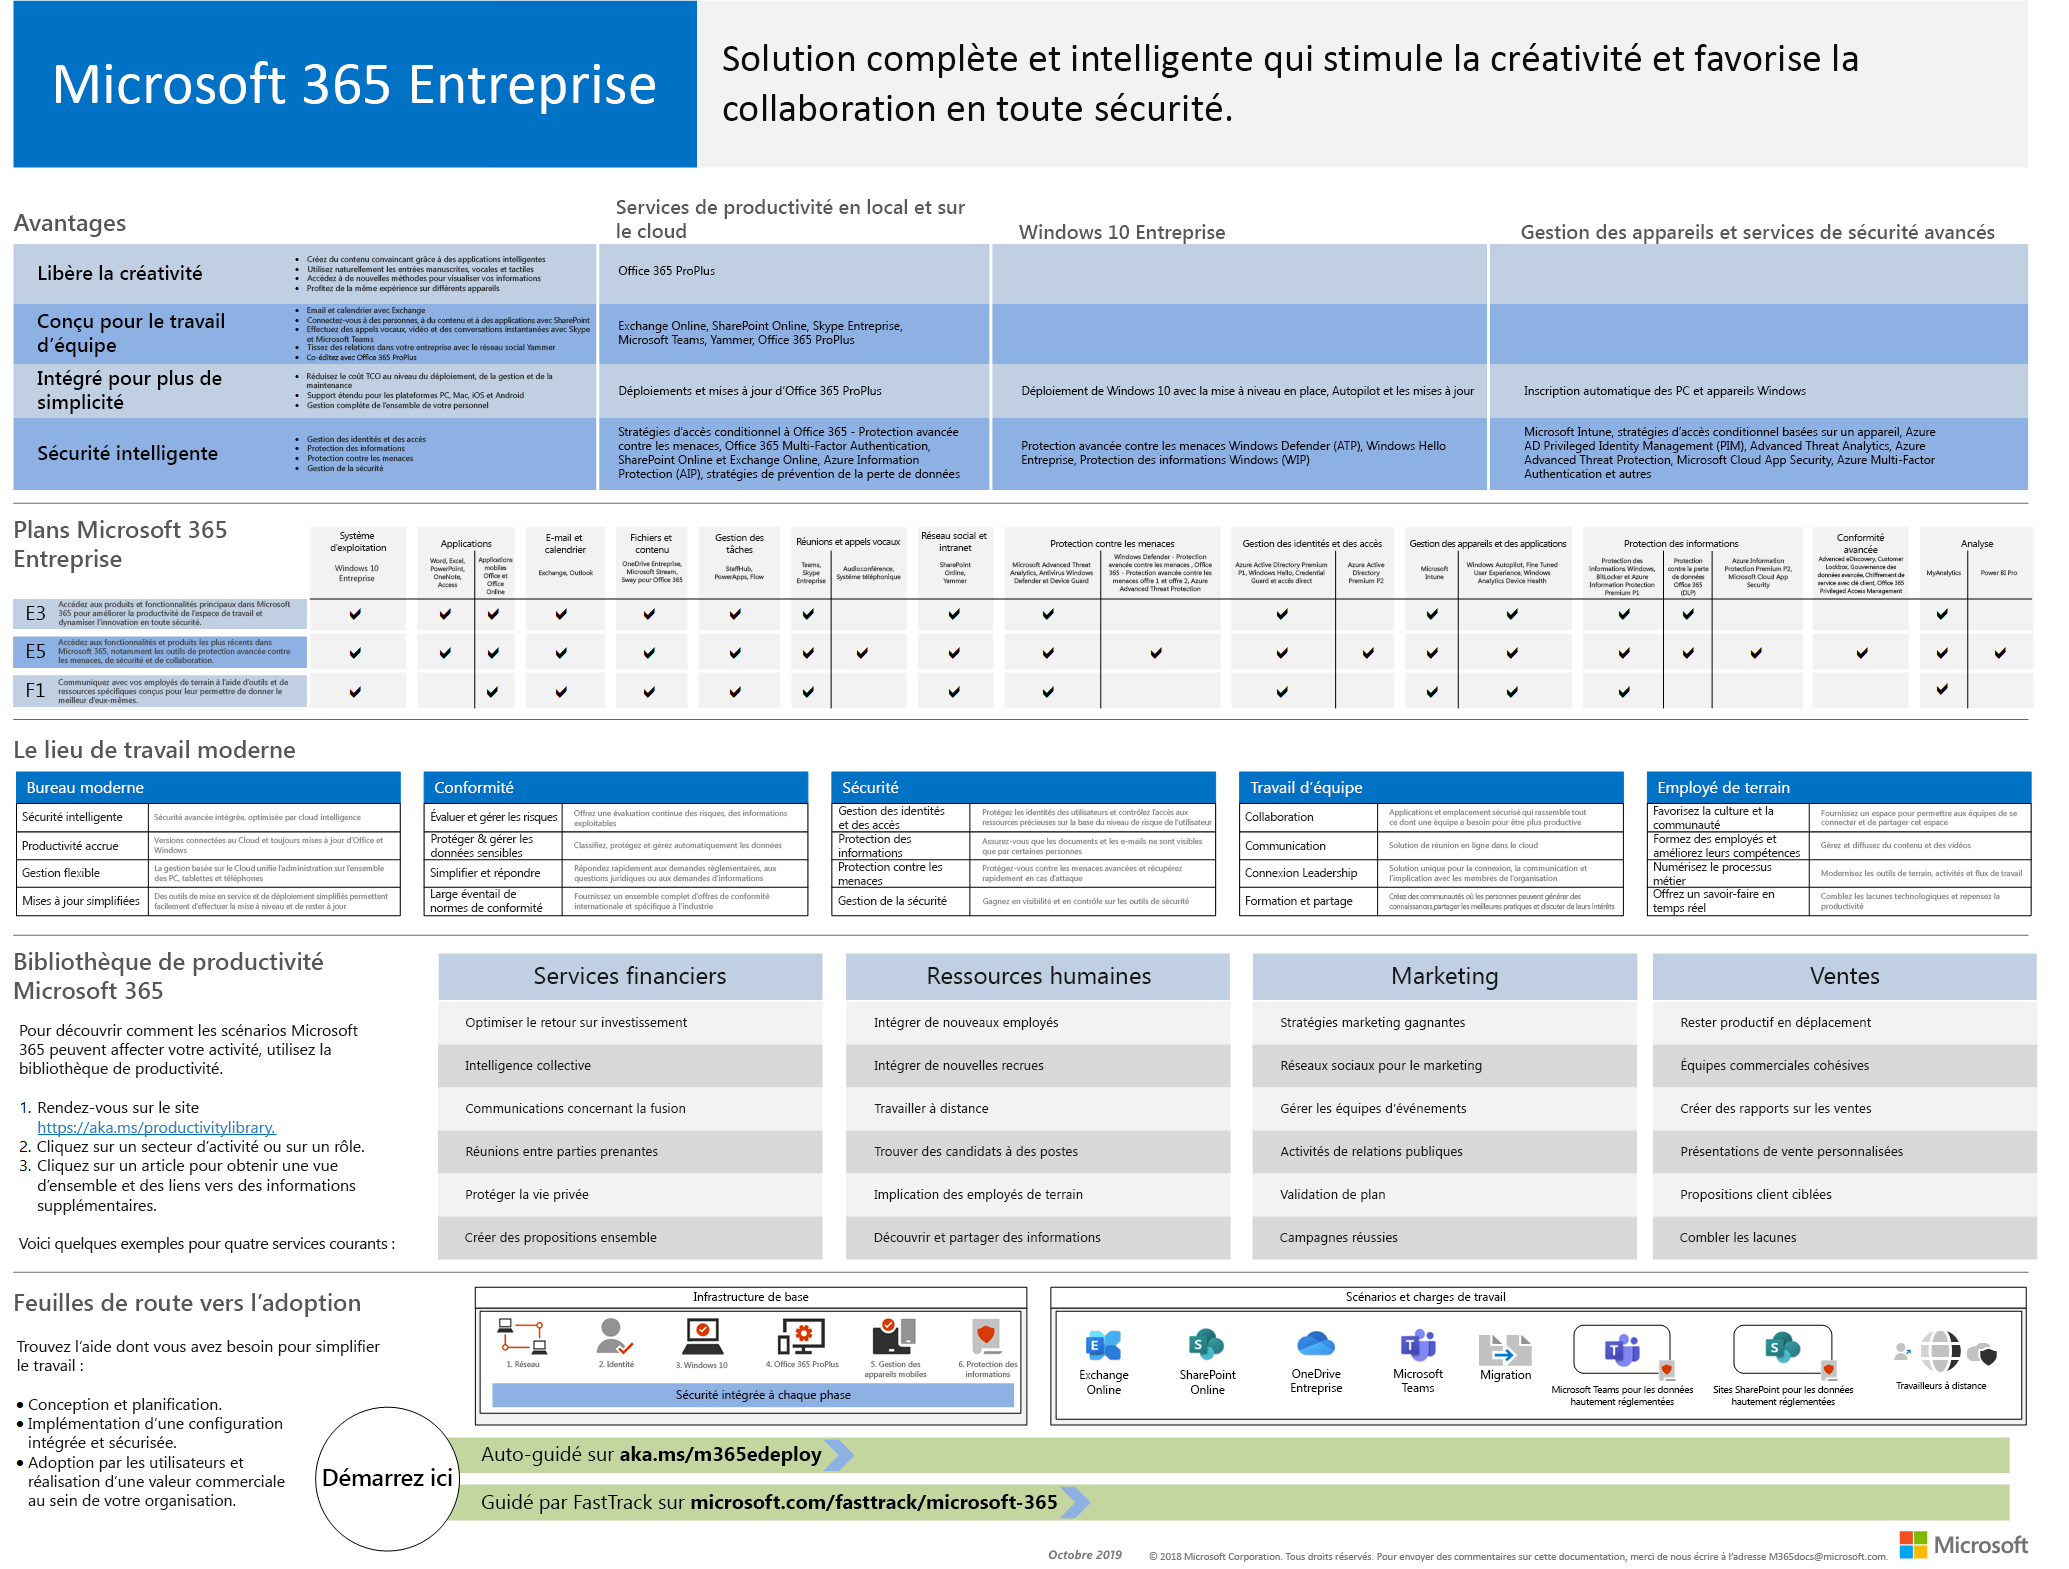 Microsoft 365 Entreprise
Solution complète et intelligente qui stimule la créativité et favorise la
collaboration en toute sécurité.
Avantages
Services de productivité en local et sur
le cloud
Windows 10 Entreprise
Gestion des appareils et services de sécurité avancés
Libère la créativité
• Créez du contenu convaincant grâce à des applications intelligentes
• Utilisez naturellement les entrées manuscrites, vocales et tactiles
• Accédez à de nouvelles méthodes pour visualiser vos informations
• Profitez de la même expérience sur différents appareils
Office 365 ProPlus
Conçu pour le travail
d'équipe
• Email et calendrier avec Exchange
• Connectez-vous à des personnes, à du contenu et à des applications avec SharePoint
• Effectuez des appels vocaux, vidéo et des conversations instantanées avec Skype
et Microsoft Teams
• Tissez des relations dans votre entreprise avec le réseau social Yammer
• Co-éditez avec Office 365 ProPlus
Exchange Online, SharePoint Online, Skype Entreprise,
Microsoft Teams, Yammer, Office 365 ProPlus
Intégré pour plus de
simplicité
• Réduisez le coût TCO au niveau du déploiement, de la gestion et de la
maintenance
• Support étendu pour les plateformes PC, Mac, iOS et Android
• Gestion complète de l'ensemble de votre personnel
Déploiements et mises à jour d'Office 365 ProPlus
Déploiement de Windows 10 avec la mise à niveau en place, Autopilot et les mises à jour
Inscription automatique des PC et appareils Windows
Sécurité intelligente
• Gestion des identités et des accès
• Protection des informations
• Protection contre les menaces
• Gestion de la sécurité
Stratégies d'accès conditionnel à Office 365 - Protection avancée
contre les menaces, Office 365 Multi-Factor Authentication,
SharePoint Online et Exchange Online, Azure Information
Protection (AIP), stratégies de prévention de la perte de données
Protection avancée contre les menaces Windows Defender (ATP), Windows Hello
Entreprise, Protection des informations Windows (WIP)
Microsoft Intune, stratégies d'accès conditionnel basées sur un appareil, Azure
AD Privileged Identity Management (PIM), Advanced Threat Analytics, Azure
Advanced Threat Protection, Microsoft Cloud App Security, Azure Multi-Factor
Authentication et autres
Plans Microsoft 365
Entreprise
Système
d'exploitation
Windows 10
Entreprise
Applications
Word, Excel,
PowerPoint,
OneNote,
Access
Applications
mobiles
Office et
Office
Online
E-mail et
calendrier
Exchange, Outlook
Fichiers et
contenu
OneDrive Entreprise,
Microsoft Stream,
Sway pour Office 365
Gestion des
tâches
StaffHub,
PowerApps, Flow
Réunions et appels vocaux
Teams,
Skype
Entreprise
Audioconférence,
Système téléphonique
Réseau social et
intranet
SharePoint
Online,
Yammer
Protection contre les menaces
Microsoft Advanced Threat
Analytics, Antivirus Windows
Defender et Device Guard
Windows Defender - Protection
avancée contre les menaces , Office
365 - Protection avancée contre les
menaces offre 1 et offre 2, Azure
Advanced Threat Protection
Gestion des identités et des accès
Azure Active Directory Premium
P1, Windows Hello, Credential
Guard et accès direct
Azure Active
Directory
Premium P2
Gestion des appareils et des applications
Microsoft
Intune
Windows Autopilot, Fine Tuned
User Experience, Windows
Analytics Device Health
Protection des informations
Protection des
informations Windows,
BitLocker et Azure
Information Protection
Premium P1
Protection
contre la perte
de données
Office 365
(DLP)
Azure Information
Protection Premium P2,
Microsoft Cloud App
Security
Conformité
avancée
Advanced eDiscovery, Customer
Lockbox, Gouvernance des
données avancée, Chiffrement de
service avec clé client, Office 365
Privileged Access Management
Analyse
MyAnalytics
Power BI Pro
E3
Accédez aux produits et fonctionnalités principaux dans Microsoft
365 pour améliorer la productivité de l'espace de travail et
dynamiser l'innovation en toute sécurité.
E5
Accédez aux fonctionnalités et produits les plus récents dans
Microsoft 365, notamment les outils de protection avancée contre
les menaces, de sécurité et de collaboration.
F1
Communiquez avec vos employés de terrain à l'aide d'outils et de
ressources spécifiques conçus pour leur permettre de donner le
meilleur d'eux-mêmes.
Le lieu de travail moderne
Bureau moderne
Sécurité intelligente
Sécurité avancée intégrée, optimisée par cloud intelligence
Productivité accrue
Versions connectées au Cloud et toujours mises à jour d'Office et
Windows
Gestion flexible
La gestion basée sur le Cloud unifie l'administration sur l'ensemble
des PC, tablettes et téléphones
Mises à jour simplifiées
Des outils de mise en service et de déploiement simplifiés permettent
facilement d'effectuer la mise à niveau et de rester à jour
Conformité
Évaluer et gérer les risques
Offrez une évaluation continue des risques, des informations
exploitables
Protéger & gérer les
données sensibles
Classifiez, protégez et gérez automatiquement les données
Simplifier et répondre
Répondez rapidement aux demandes réglementaires, aux
questions juridiques ou aux demandes d'informations
Large éventail de
normes de conformité
Fournissez un ensemble complet d'offres de conformité
internationale et spécifique à l'industrie
Sécurité
Gestion des identités
et des accès
Protégez les identités des utilisateurs et contrôlez l'accès aux
ressources précieuses sur la base du niveau de risque de l'utilisateur
Protection des
informations
Assurez-vous que les documents et les e-mails ne sont visibles
que par certaines personnes
Protection contre les
menaces
Protégez-vous contre les menaces avancées et récupérez
rapidement en cas d'attaque
Gestion de la sécurité
Gagnez en visibilité et en contrôle sur les outils de sécurité
Travail d'équipe
Collaboration
Applications et emplacement sécurisé qui rassemble tout
ce dont une équipe a besoin pour être plus productive
Communication
Solution de réunion en ligne dans le cloud
Connexion Leadership
Solution unique pour la connexion, la communication et
l'implication avec les membres de l'organisation
Formation et partage
Créez des communautés où les personnes peuvent générer des
connaissances,partager les meilleures pratiques et discuter de leurs intérêts
Employé de terrain
Favorisez la culture et la
communauté
Fournissez un espace pour permettre aux équipes de se
connecter et de partager cet espace
Formez des employés et
améliorez leurs compétences
Gérez et diffusez du contenu et des vidéos
Numérisez le processus
métier
Modernisez les outils de terrain, activités et flux de travail
Offrez un savoir-faire en
temps réel
Comblez les lacunes technologiques et repensez la
productivité
Bibliothèque de productivité
Microsoft 365
Pour découvrir comment les scénarios Microsoft
365 peuvent affecter votre activité, utilisez la
bibliothèque de productivité.
1. Rendez-vous sur le site
https://aka.ms/productivitylibrary.
2. Cliquez sur un secteur d'activité ou sur un rôle.
3. Cliquez sur un article pour obtenir une vue
d'ensemble et des liens vers des informations
supplémentaires.
Voici quelques exemples pour quatre services courants :
Services financiers
Optimiser le retour sur investissement
Intelligence collective
Communications concernant la fusion
Réunions entre parties prenantes
Protéger la vie privée
Créer des propositions ensemble
Ressources humaines
Intégrer de nouveaux employés
Intégrer de nouvelles recrues
Travailler à distance
Trouver des candidats à des postes
Implication des employés de terrain
Découvrir et partager des informations
Marketing
Stratégies marketing gagnantes
Réseaux sociaux pour le marketing
Gérer les équipes d'événements
Activités de relations publiques
Validation de plan
Campagnes réussies
Ventes
Rester productif en déplacement
Équipes commerciales cohésives
Créer des rapports sur les ventes
Présentations de vente personnalisées
Propositions client ciblées
Combler les lacunes
Feuilles de route vers l'adoption
Trouvez l'aide dont vous avez besoin pour simplifier
le travail :
• Conception et planification.
• Implémentation d'une configuration
intégrée et sécurisée.
• Adoption par les utilisateurs et
réalisation d'une valeur commerciale
au sein de votre organisation.
Démarrez ici
Infrastructure de base
1. Réseau
2. Identité
3. Windows 10
4. Office 365 ProPlus
5. Gestion des
appareils mobiles
6. Protection des
informations
Sécurité intégrée à chaque phase
Scénarios et charges de travail
Exchange
Online
SharePoint
Online
OneDrive
Entreprise
Microsoft
Teams
Migration
Microsoft Teams pour les données
hautement réglementées
Sites SharePoint pour les données
hautement réglementées
Travailleurs à distance
Auto-guidé sur aka.ms/m365edeploy
Guidé par FastTrack sur microsoft.com/fasttrack/microsoft-365
Octobre 2019
© 2018 Microsoft Corporation. Tous droits réservés. Pour envoyer des commentaires sur cette documentation, merci de nous écrire à l'adresse M365docs@microsoft.com.
Microsoft